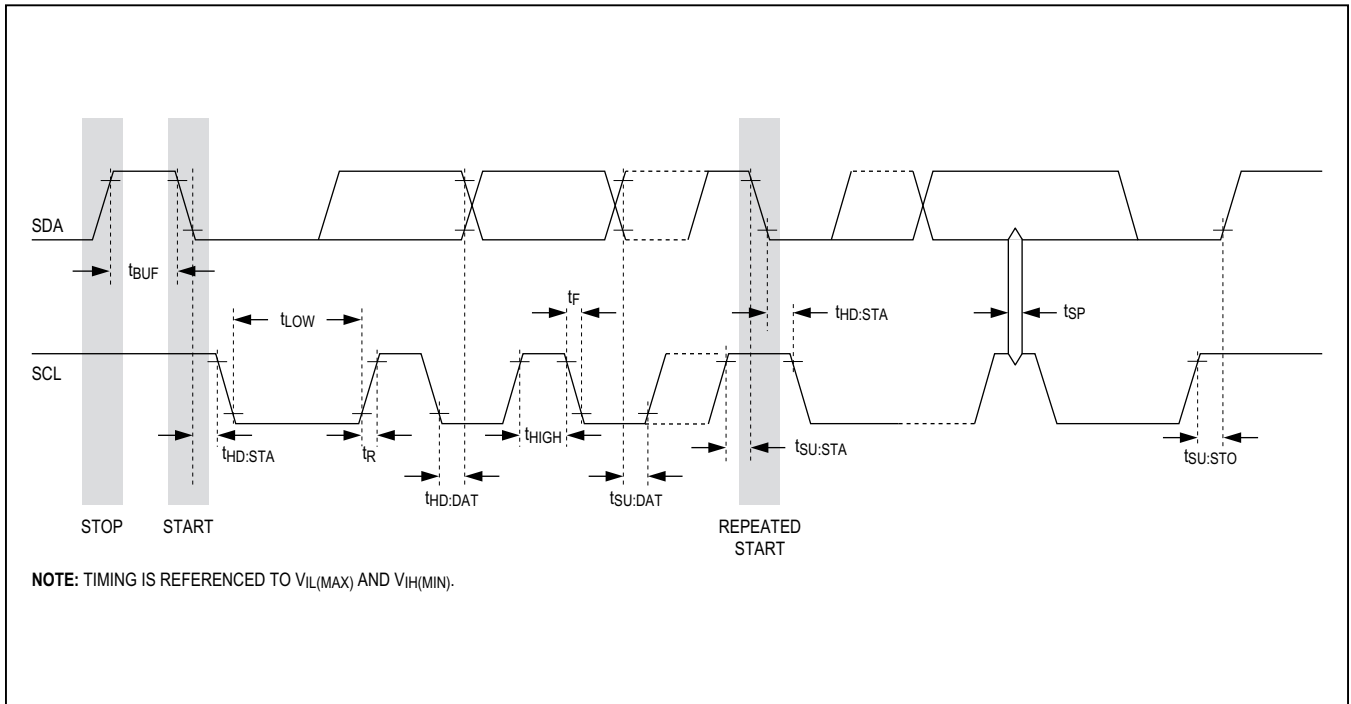 SDA
tBUF
tF
tLOW
tHD:STA
tSP
SCL
tHD:STA
tR
tHIGH
tSU:STA
tSU:STO
tHD:DAT
tSU:DAT
STOP
START
REPEATED
START
NOTE: TIMING IS REFERENCED TO VIL(MAX) AND VIH(MIN).